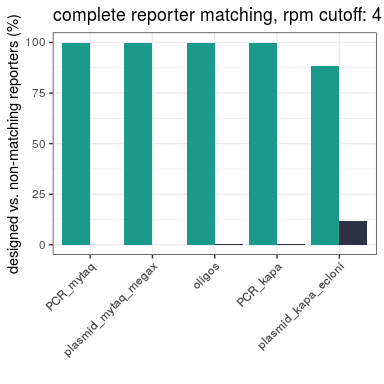 complete reporter matching, rpm cutoff: 4
designed vs. non-matching reporters (%)
100
75
50
25
0
PCR_mytaq
plasmid_mytaq_megax
oligos
PCR_kapa
plasmid_kapa_ecloni